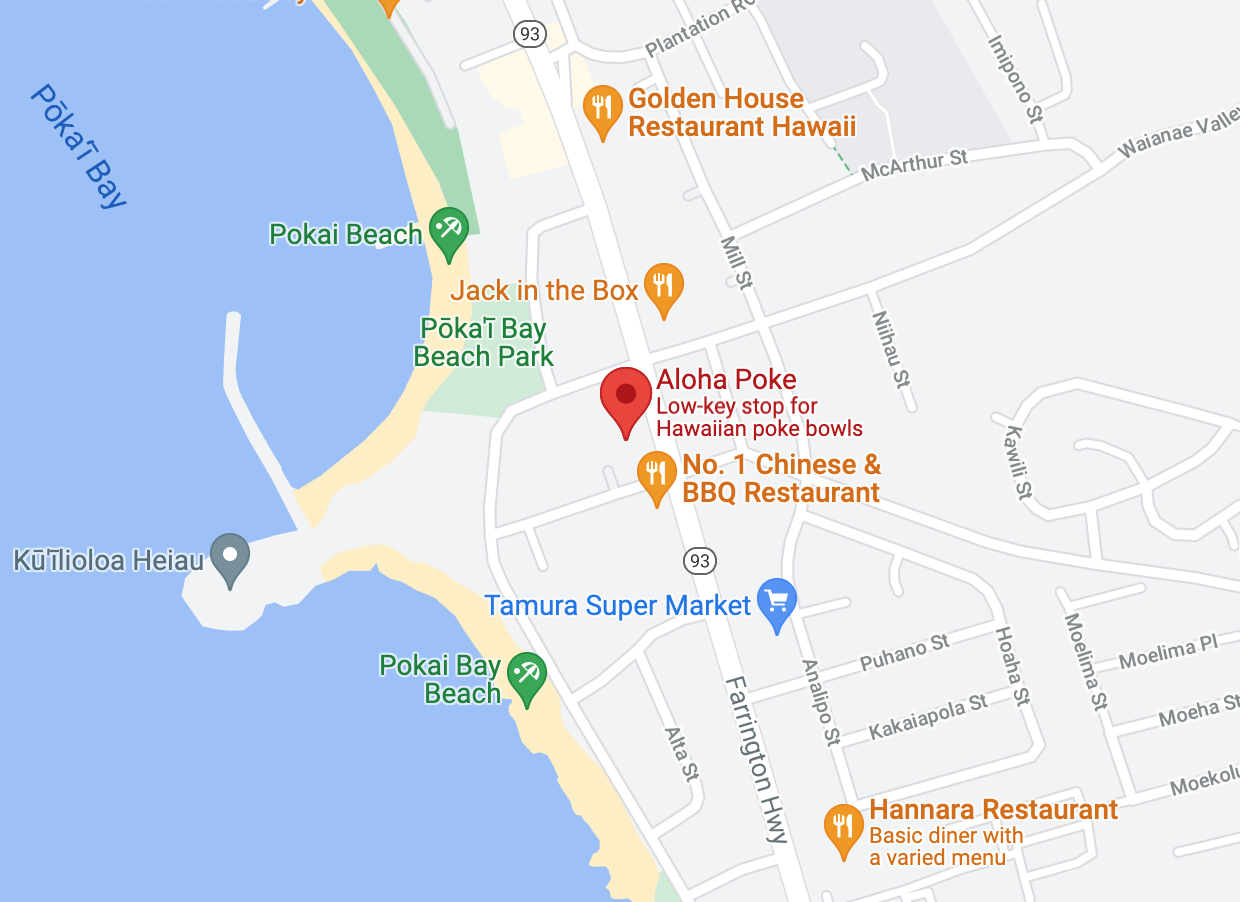 93
Plantation Rd
Imipono St
Pōkaʻī Bay
Golden House
Restaurant Hawaii
Waianae Valley
McArthur St
Pokai Beach
Mill St
Jack in the Box
Pōkaʻī Bay
Beach Park
Niihau St
Aloha Poke
Low-key stop for
Hawaiian poke bowls
Kawili St
No. 1 Chinese &
BBQ Restaurant
Kūʻīlioloa Heiau
93
Tamura Super Market
Puhano St
Hoaha St
Moelima St
Moelima Pl
Pokai Bay
Beach
Analipo St
Kakaiapola St
Moeha St
Farrington Hwy
Alta St
Moekolu
Hannara Restaurant
Basic diner with
a varied menu